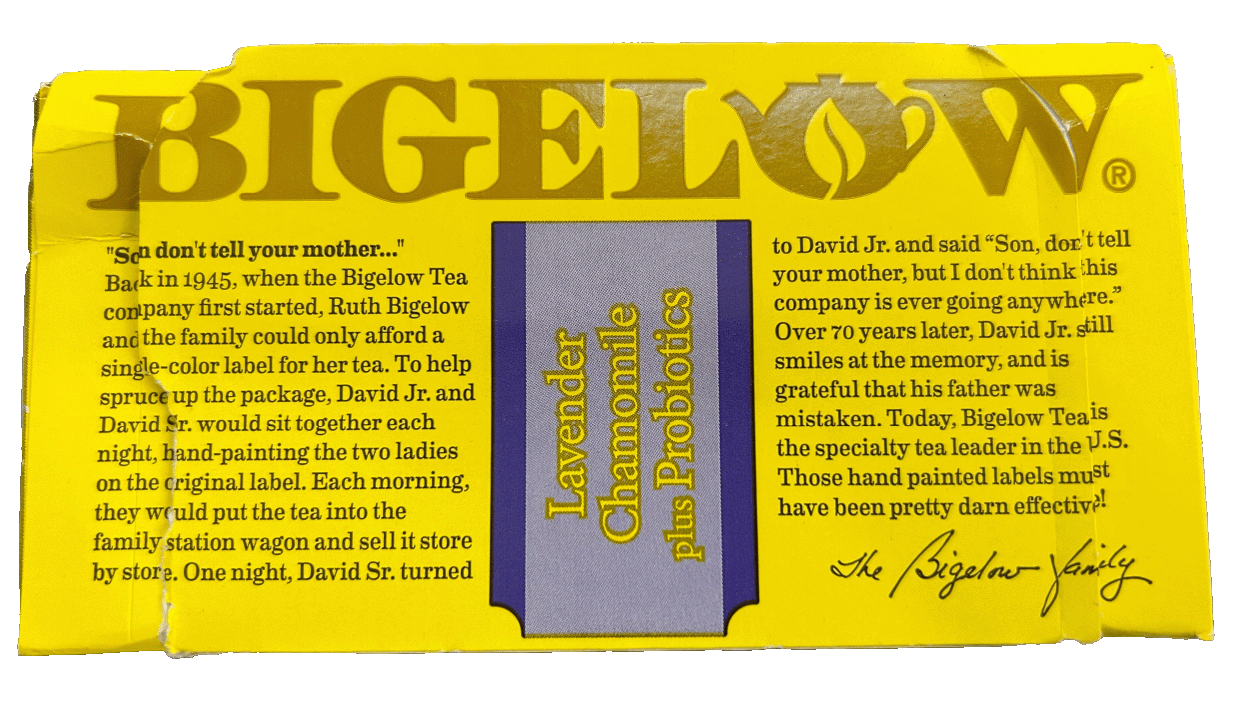 BIGELOW®
"Son don't tell your mother..."
Back in 1945, when the Bigelow Tea
company first started, Ruth Bigelow
and the family could only afford a
single-color label for her tea. To help
spruce up the package, David Jr. and
David Sr. would sit together each
night, hand-painting the two ladies
on the original label. Each morning,
they would put the tea into the
family station wagon and sell it store
by store. One night, David Sr. turned
Lavender
Chamomile
plus Probiotics
to David Jr. and said “Son, don't tell
your mother, but I don't think this
company is ever going anywhere.”
Over 70 years later, David Jr. still
smiles at the memory, and is
grateful that his father was
mistaken. Today, Bigelow Tea is
the specialty tea leader in the U.S.
Those hand painted labels must
have been pretty darn effective!
The Bigelow Family